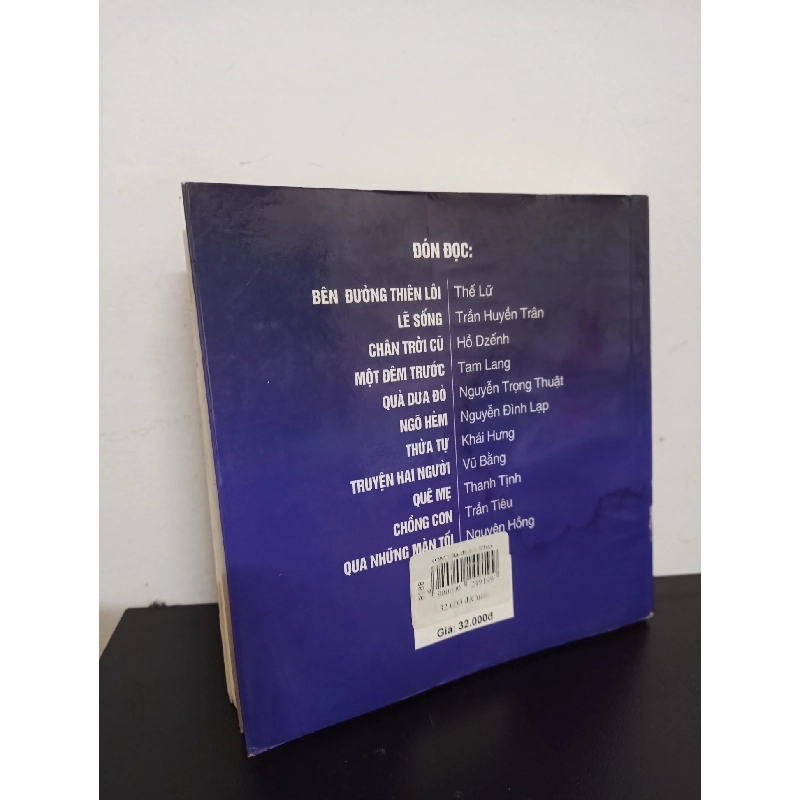 ĐÓN ĐỌC:
BÊN ĐƯỜNG THIÊN LÔI Thế Lữ
LẼ SỐNG Trần Huyền Trân
CHÂN TRỜI CŨ Hồ Dzếnh
MỘT ĐÊM TRƯỚC Tam Lang
QUẢ DƯA ĐỎ Nguyễn Trọng Thuật
NGÕ HẺM Nguyễn Đình Lạp
THỪA TỰ Khái Hưng
TRUYỆN HAI NGƯỜI Vũ Bằng
QUÊ MẸ Thanh Tịnh
CHỒNG CON Trần Tiêu
QUA NHỮNG MÀN TỐI Nguyên Hồng
Giá: 32.000đ